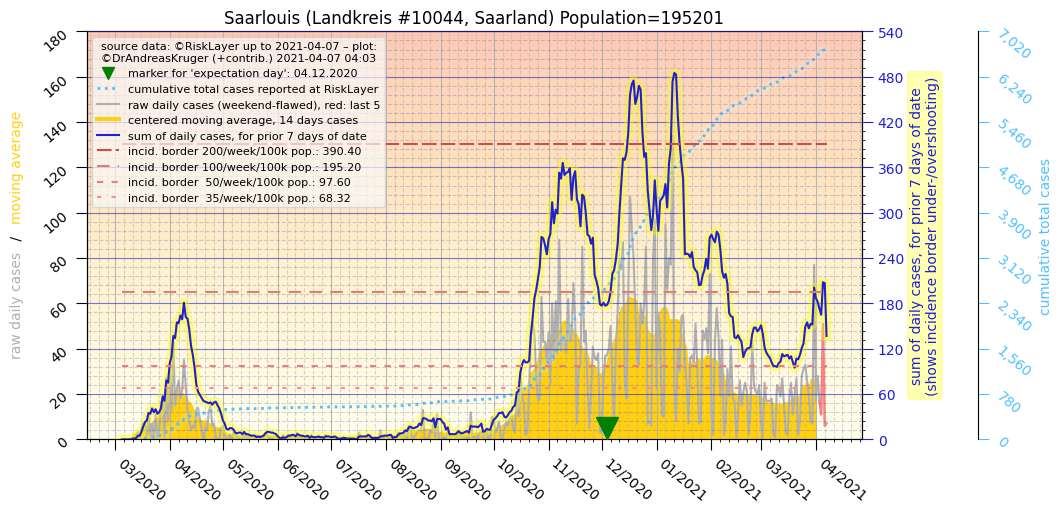 Saarlouis (Landkreis #10044, Saarland) Population=195201
source data: ©RiskLayer up to 2021-04-07 – plot:
©DrAndreasKruger (+contrib.) 2021-04-07 04:03
marker for 'expectation day': 04.12.2020
cumulative total cases reported at RiskLayer
raw daily cases (weekend-flawed), red: last 5
centered moving average, 14 days cases
sum of daily cases, for prior 7 days of date
incid. border 200/week/100k pop.: 390.40
incid. border 100/week/100k pop.: 195.20
incid. border  50/week/100k pop.: 97.60
incid. border  35/week/100k pop.: 68.32
raw daily cases / moving average
180
160
140
120
100
80
60
40
20
0
03/2020
04/2020
05/2020
06/2020
07/2020
08/2020
09/2020
10/2020
11/2020
12/2020
01/2021
02/2021
03/2021
04/2021
540
480
420
360
300
240
180
120
60
0
sum of daily cases, for prior 7 days of date
(shows incidence border under-/overshooting)
7,020
6,240
5,460
4,680
3,900
3,120
2,340
1,560
780
0
cumulative total cases